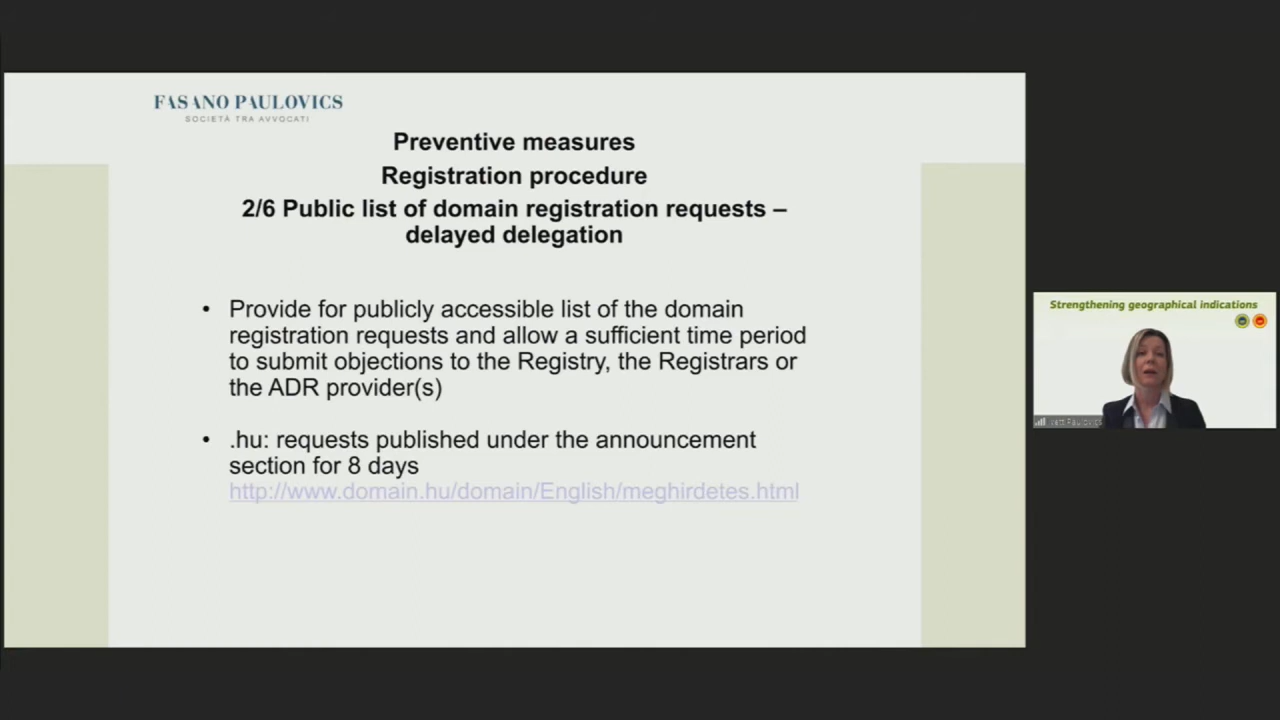 FASANO PAULOVICS
SOCIETÀ TRA AVVOCATI
Preventive measures
Registration procedure
2/6 Public list of domain registration requests –
delayed delegation
• Provide for publicly accessible list of the domain
registration requests and allow a sufficient time period
to submit objections to the Registry, the Registrars or
the ADR provider(s)
• .hu: requests published under the announcement
section for 8 days
http://www.domain.hu/domain/English/meghirdetes.html
Strengthening geographical indications
Paulovics